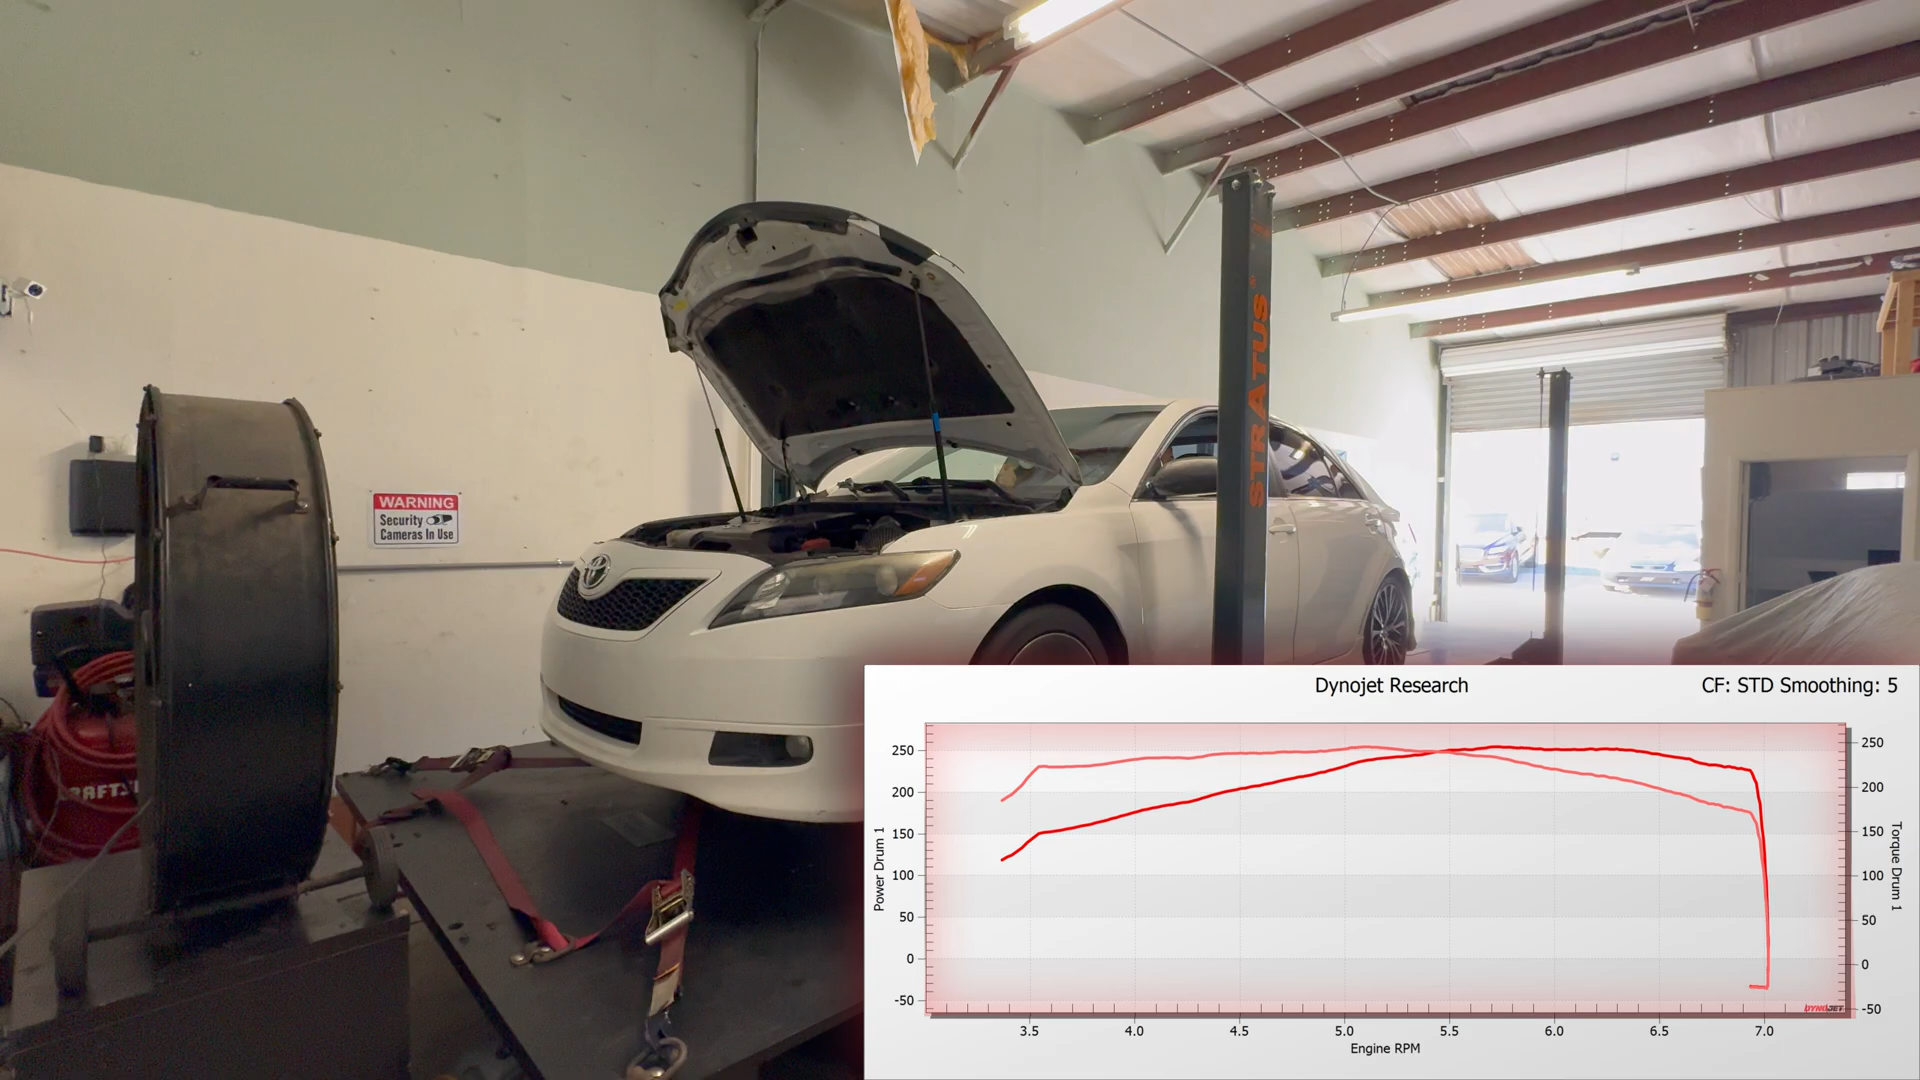 STRATUS
WARNING
Security
Cameras In Use
CRAFTS
Dynojet Research
CF: STD Smoothing: 5
Power Drum 1
250
200
150
100
50
0
-50
250
200
150
100
50
0
-50
Torque Drum 1
3.5 4.0 4.5 5.0 5.5 6.0 6.5 7.0
Engine RPM
DYNOJET